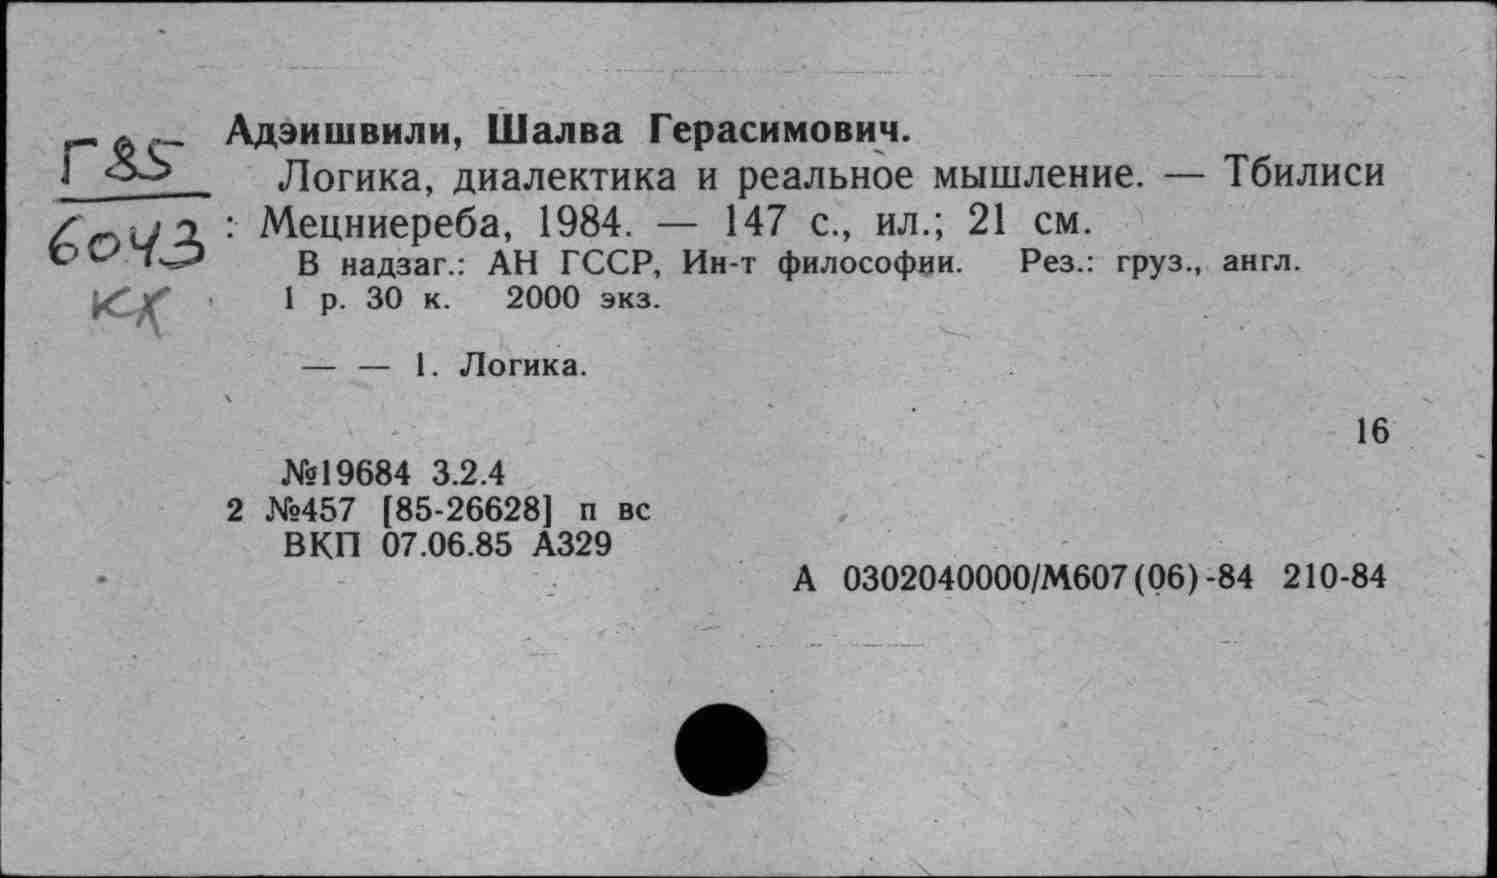 Адэишвили, Шалва Герасимович.
Г85
Логика, диалектика и реальное мышление. — Тбилиси
6043
: Мецниереба, 1984. — 147 с., ил.; 21 см.
В надзаг.: АН ГССР, Ин-т философии. Рез.: груз., англ.
кх
1 р. 30 к. 2000 экз.
— — 1. Логика.
16
№19684 3.2.4
2 №457 [85-26628] п вс
ВКП 07.06.85 А329
А 0302040000/М607(06)-84 210-84